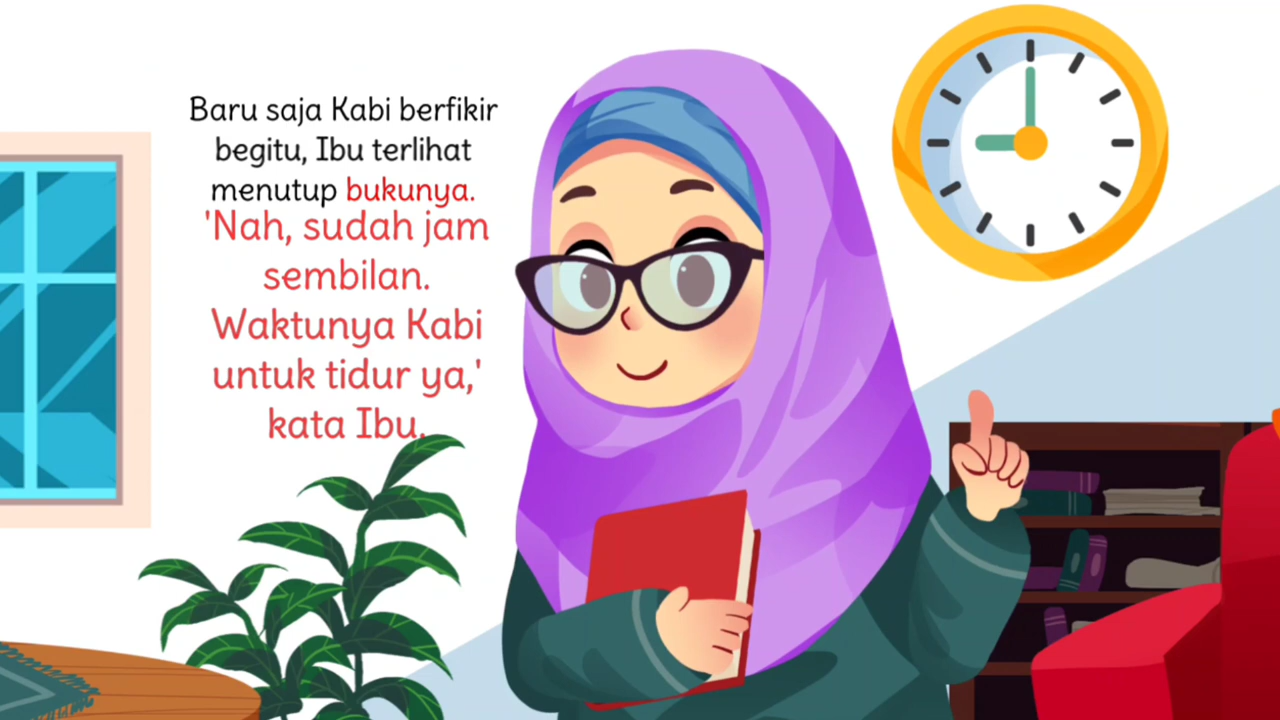 Baru saja Kabi berfikir
begitu, Ibu terlihat
menutup bukunya.
'Nah, sudah jam
sembilan.
Waktunya Kabi
untuk tidur ya,'
kata Ibu.